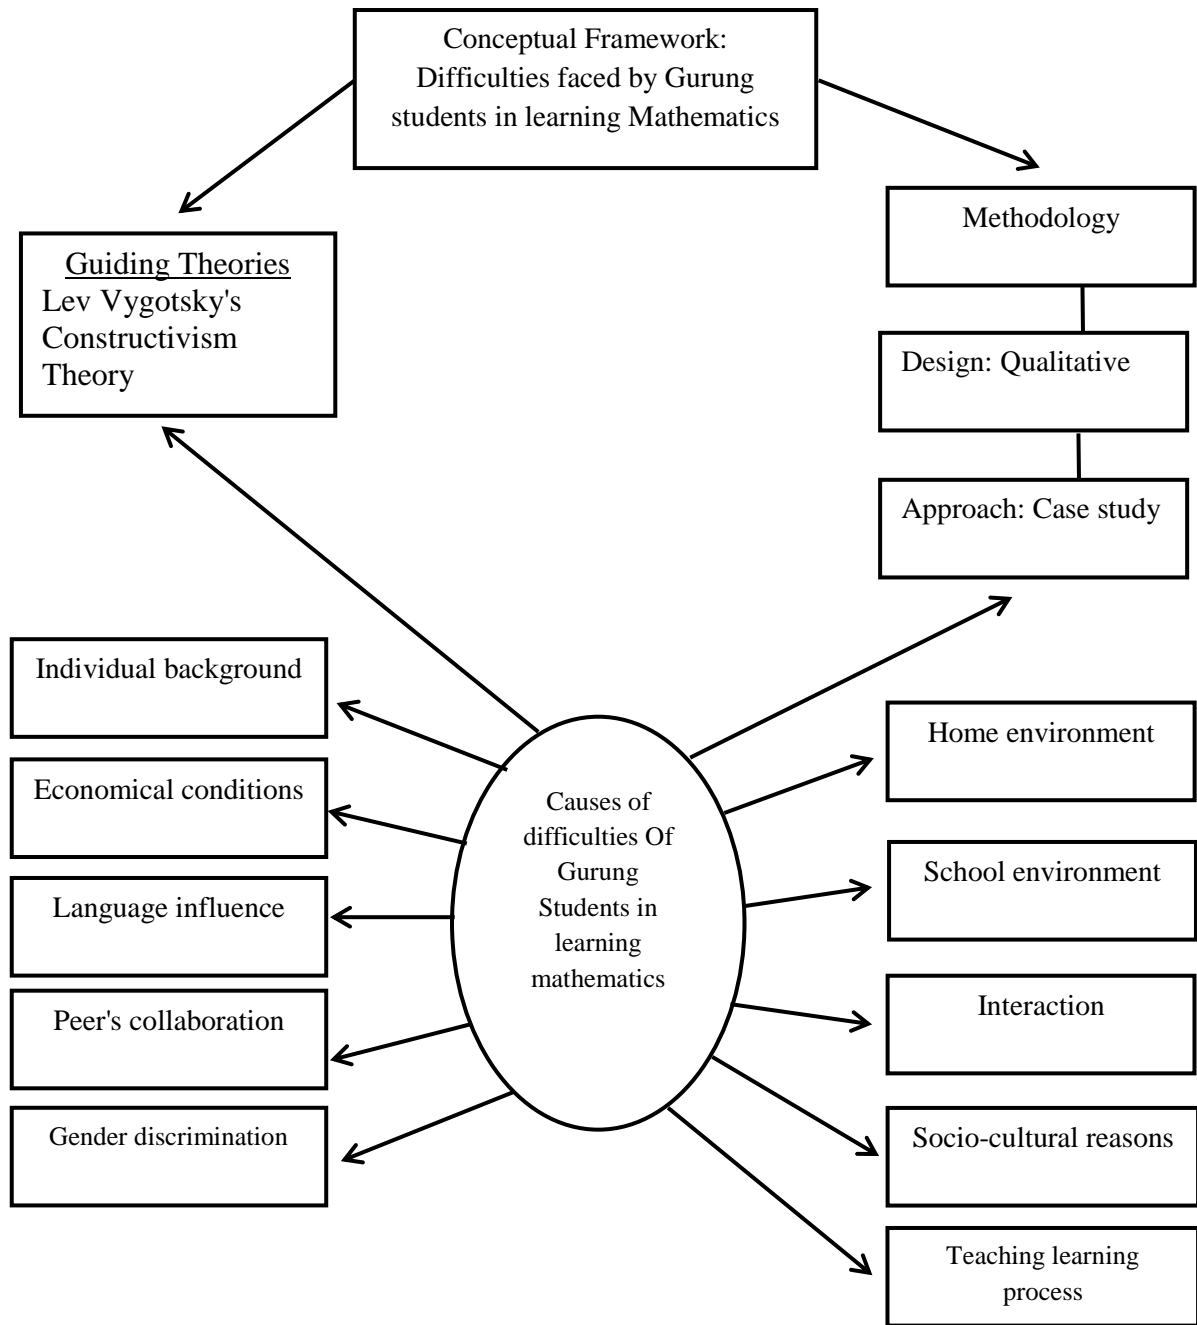 Conceptual Framework:
Difficulties faced by Gurung
students in learning Mathematics
Guiding Theories
Lev Vygotsky's
Constructivism
Theory
Methodology
Design: Qualitative
Approach: Case study
Individual background
Economical conditions
Language influence
Peer's collaboration
Gender discrimination
Causes of
difficulties Of
Gurung
Students in
learning
mathematics
Home environment
School environment
Interaction
Socio-cultural reasons
Teaching learning
process